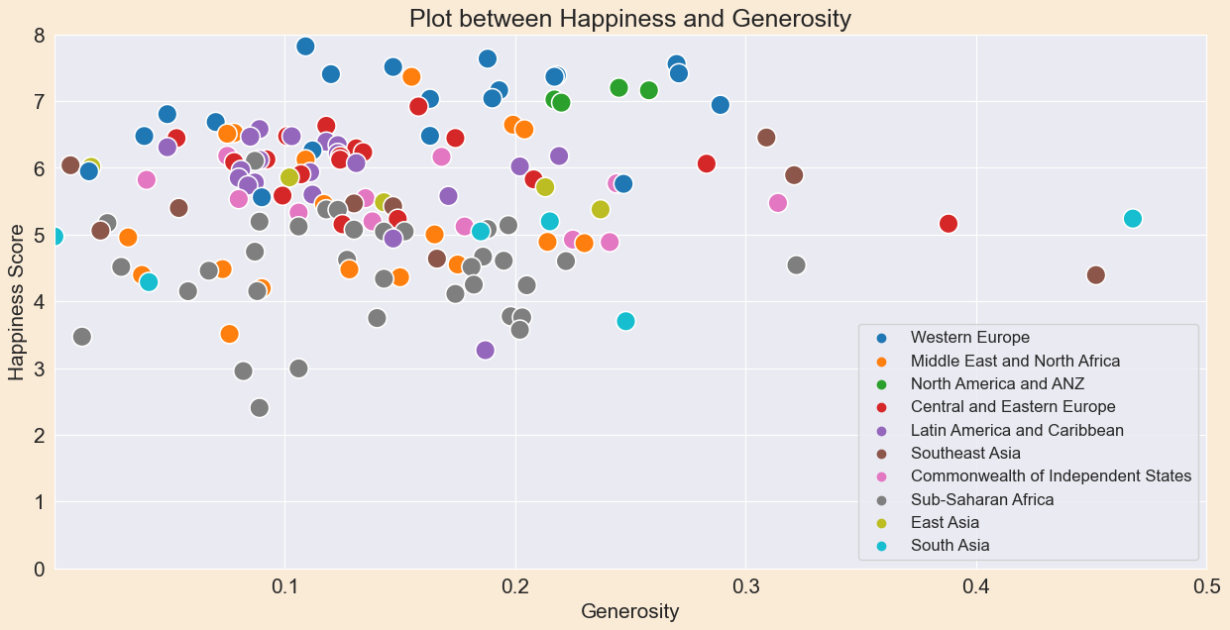 Plot between Happiness and Generosity
8
7
6
5
4
3
2
1
0
Happiness Score
Western Europe
Middle East and North Africa
North America and ANZ
Central and Eastern Europe
Latin America and Caribbean
Southeast Asia
Commonwealth of Independent States
Sub-Saharan Africa
East Asia
South Asia
0.1 0.2 0.3 0.4 0.5
Generosity